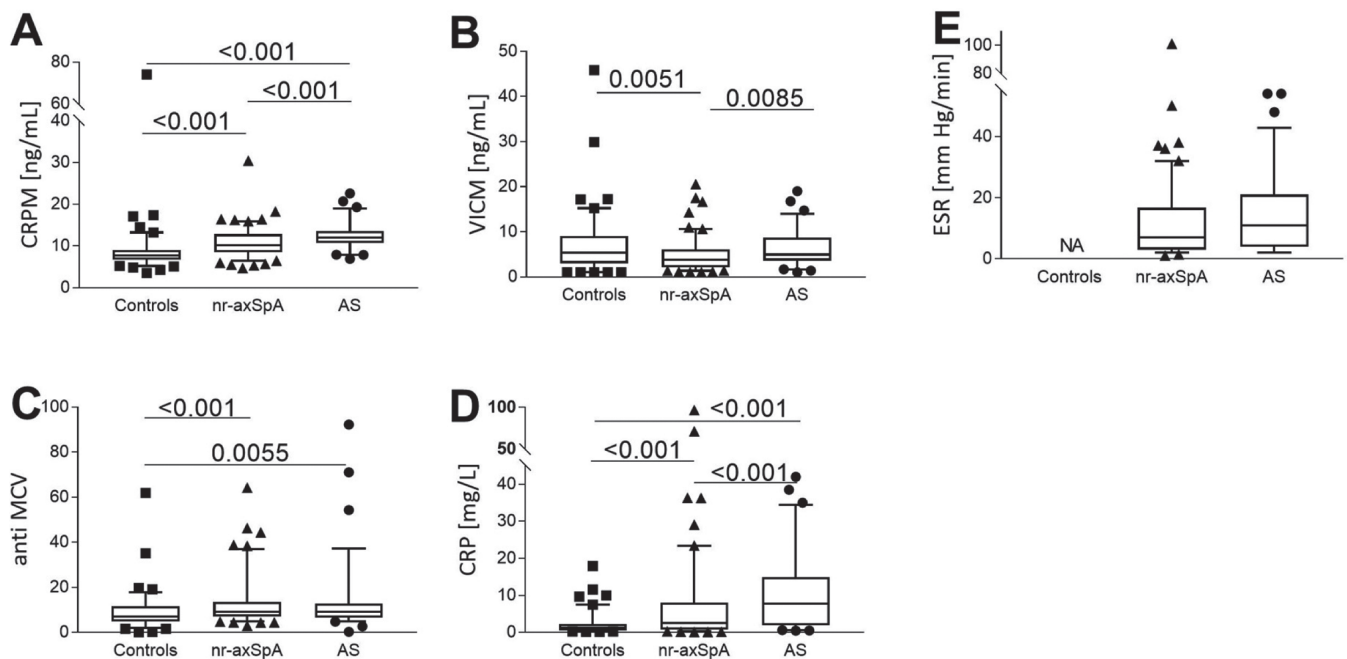 A
CRPM [ng/mL]
80
60
40
30
20
10
0
<0.001
<0.001
<0.001
Controls nr-axSpA AS
B
VICM [ng/mL]
50
40
30
20
10
0
0.0051
0.0085
Controls nr-axSpA AS
E
ESR [mm Hg/min]
100
80
40
20
0
NA
Controls nr-axSpA AS
C
anti MCV
100
80
60
40
20
0
<0.001
0.0055
Controls nr-axSpA AS
D
CRP [mg/L]
100
50
40
30
20
10
0
<0.001
<0.001
<0.001
Controls nr-axSpA AS